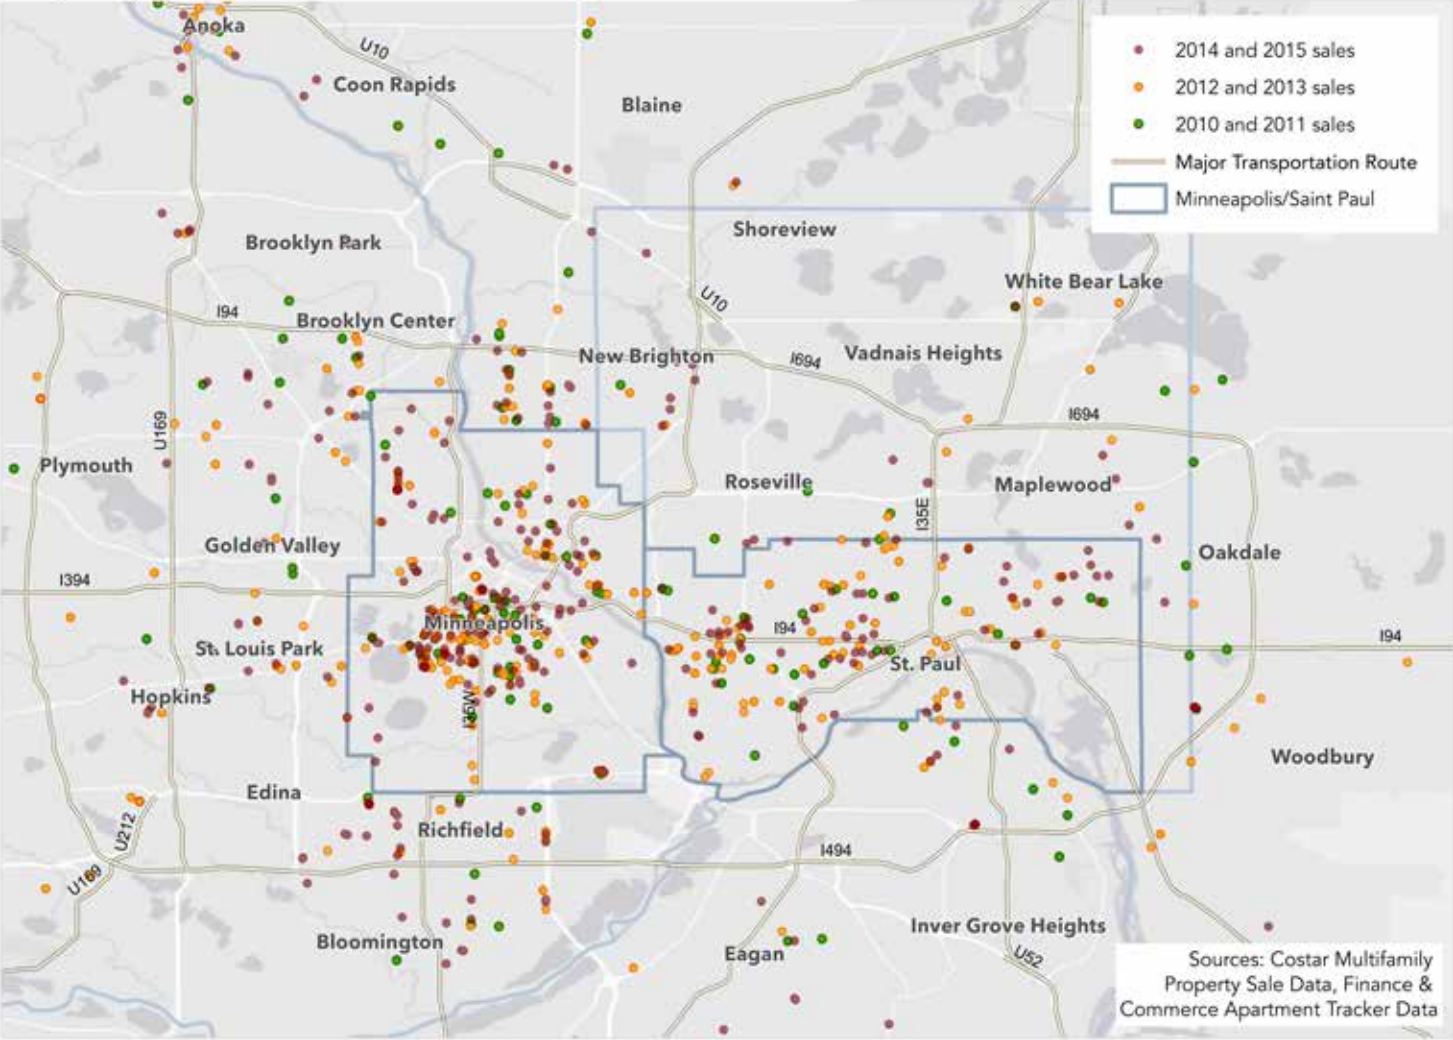 Anoka
U10
Coon Rapids
Blaine
2014 and 2015 sales
2012 and 2013 sales
2010 and 2011 sales
Major Transportation Route
Minneapolis/Saint Paul
Shoreview
Brooklyn Park
White Bear Lake
U10
I94
Brooklyn Center
New Brighton
I694
Vadnais Heights
I694
U169
Plymouth
Roseville
Maplewood
I35E
Golden Valley
Oakdale
I394
Minneapolis
I94
I94
St. Louis Park
St. Paul
Hopkins
I35W
Woodbury
Edina
U212
Richfield
I494
U169
Bloomington
Eagan
Inver Grove Heights
U52
Sources: Costar Multifamily
Property Sale Data, Finance &
Commerce Apartment Tracker Data